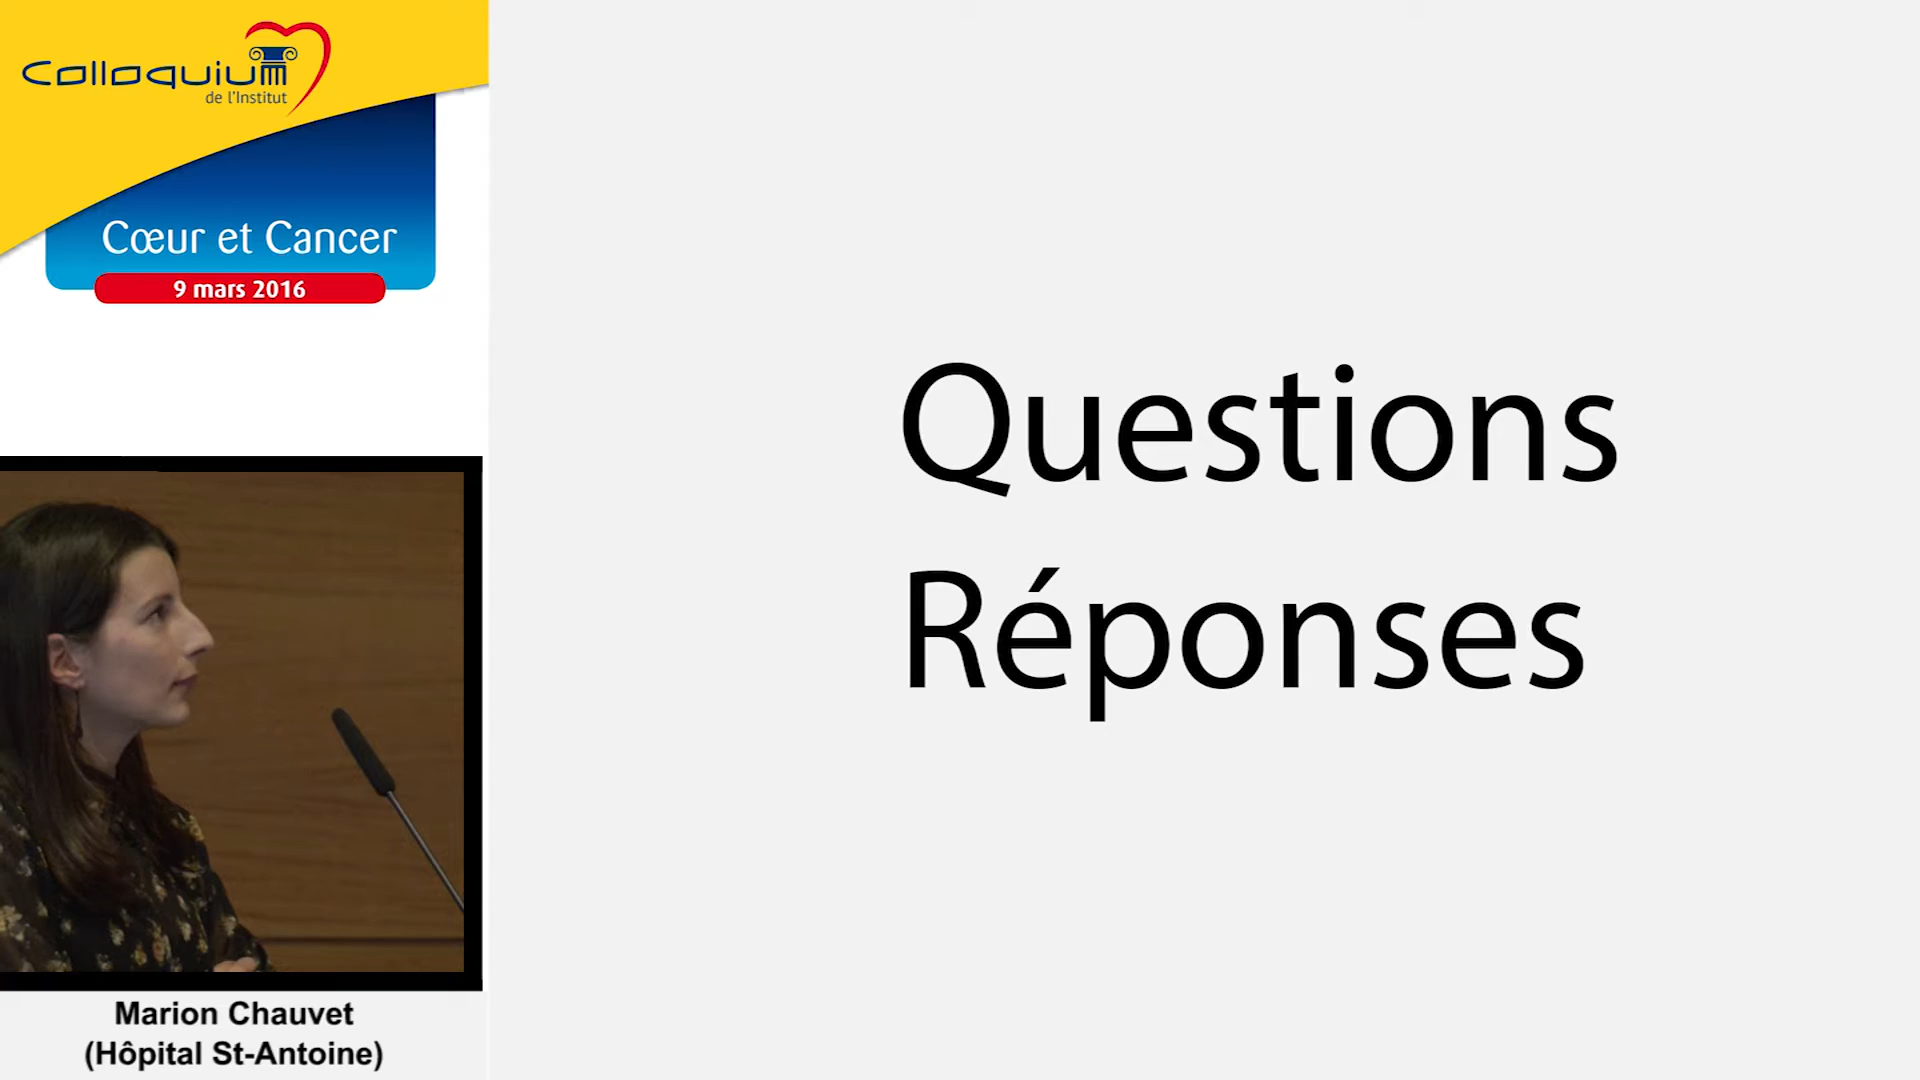 Colloquium
de l'Institut
Cœur et Cancer
9 mars 2016
Questions
Réponses
Marion Chauvet
(Hôpital St-Antoine)